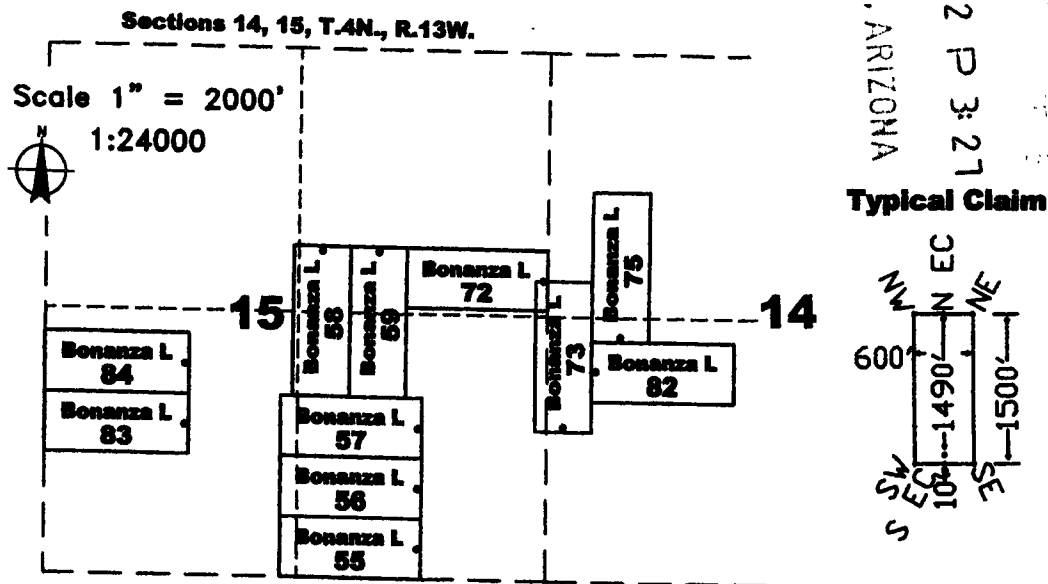 Sections 14, 15, T.4N., R.13W.
Scale 1" = 2000'
1:24000
N
2 P 3:27
, ARIZONA
Typical Claim
Bonanza L
75
Bonanza L
58
Bonanza L
59
Bonanza L
72
15
14
Bonanza L
73
Bonanza L
82
Bonanza L
84
Bonanza L
83
Bonanza L
57
Bonanza L
56
Bonanza L
55
NW
N EC
NE
600'
1490'
1500'
10'
SW
S EC
SE